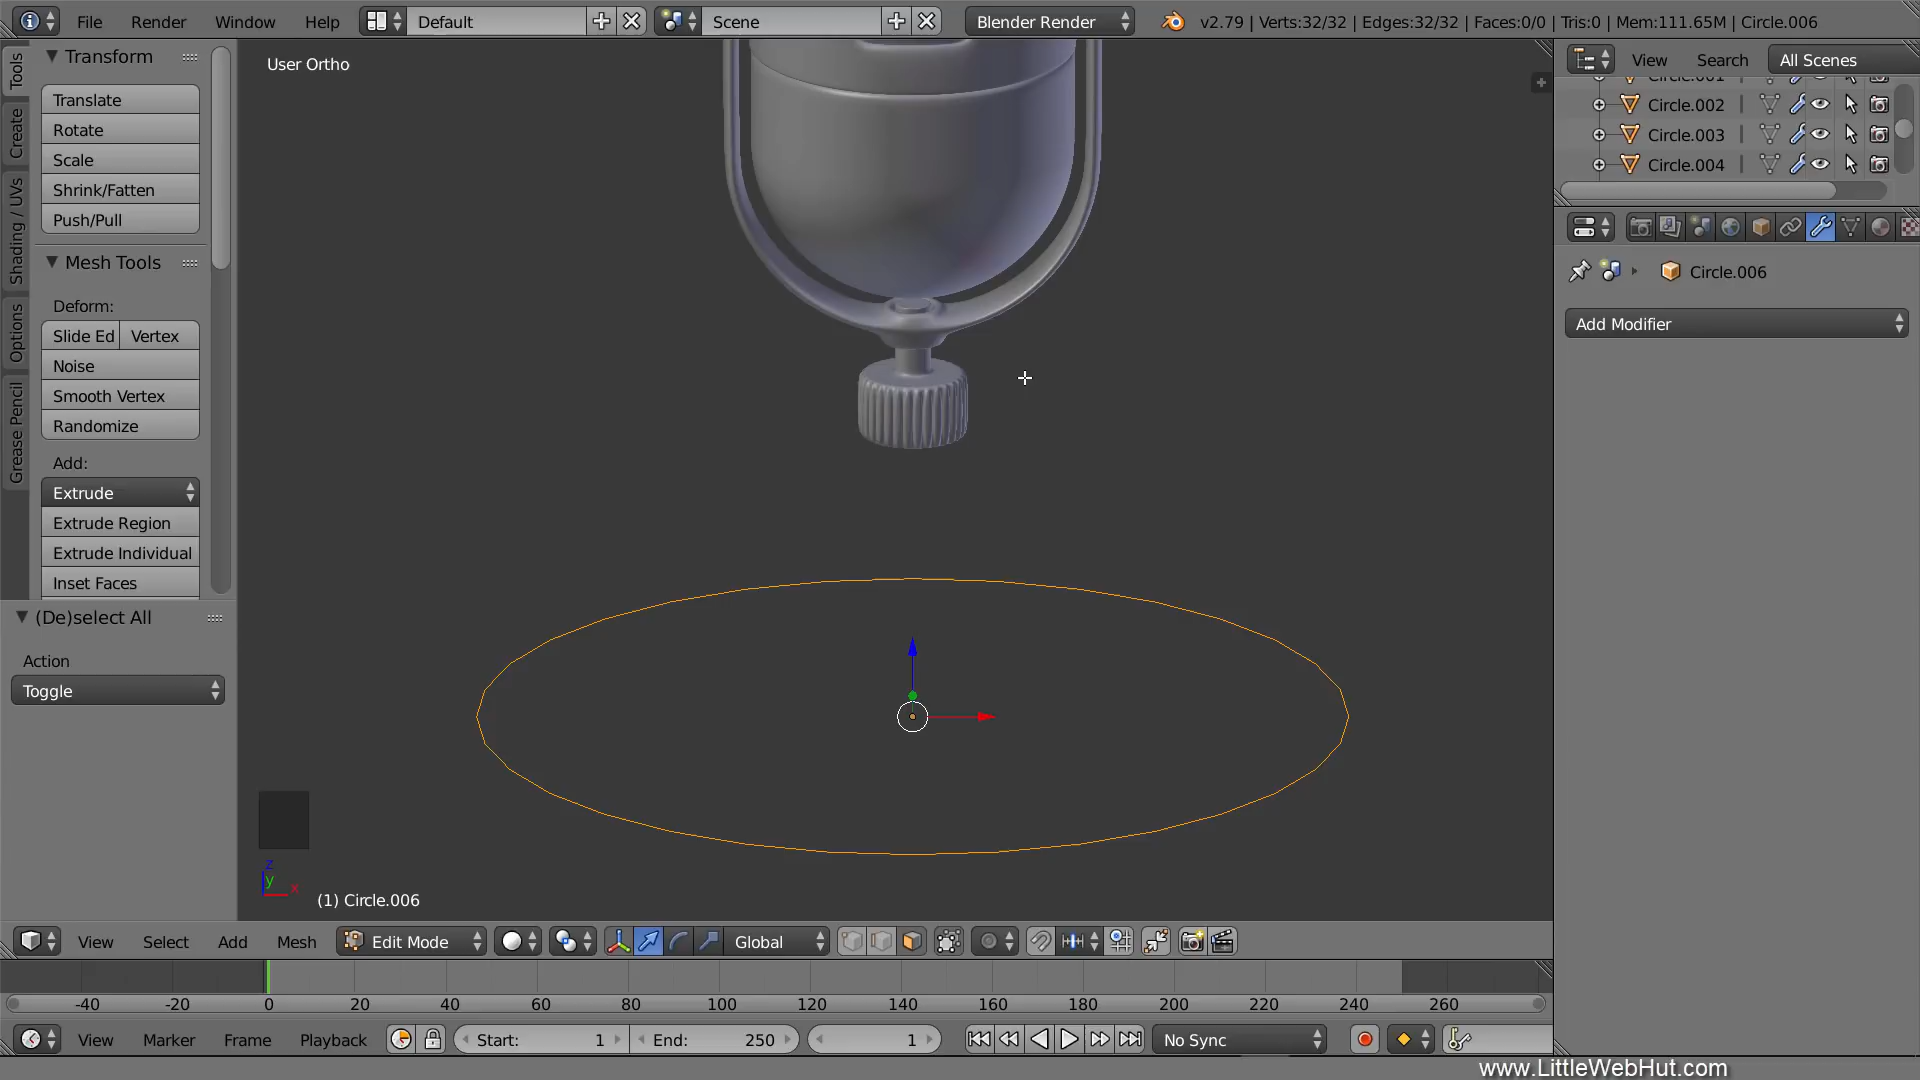 File Render Window Help Default Scene Blender Render v2.79 | Verts:32/32 | Edges:32/32 | Faces:0/0 | Tris:0 | Mem:111.65M | Circle.006
Tools
Create
Shading / UVs
Options
Grease Pencil
Transform
Translate
Rotate
Scale
Shrink/Fatten
Push/Pull
Mesh Tools
Deform:
Slide Ed Vertex
Noise
Smooth Vertex
Randomize
Add:
Extrude
Extrude Region
Extrude Individual
Inset Faces
(De)select All
Action
Toggle
User Ortho
z
y
x
(1) Circle.006
View Search All Scenes
Circle.001
Circle.002
Circle.003
Circle.004
Circle.006
Add Modifier
View Select Add Mesh Edit Mode Global
-40 -20 0 20 40 60 80 100 120 140 160 180 200 220 240 260
View Marker Frame Playback Start: 1 End: 250 1 No Sync
www.LittleWebHut.com